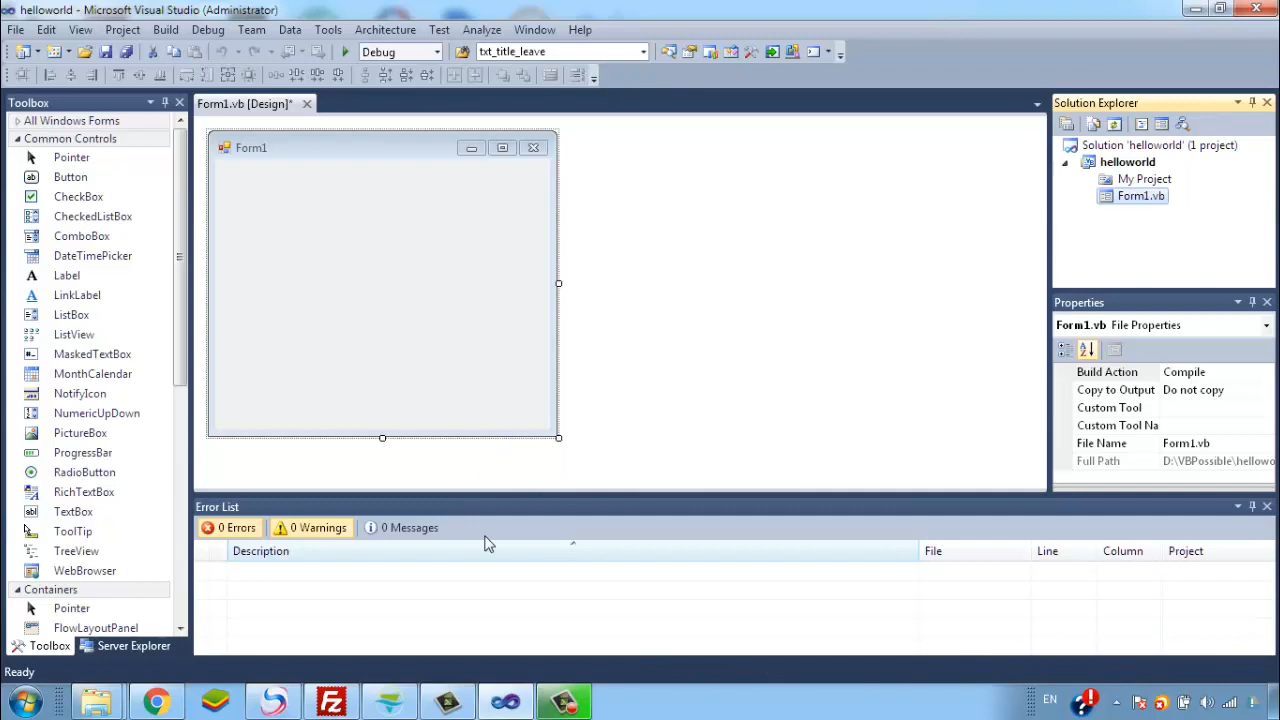 helloworld - Microsoft Visual Studio (Administrator)
File Edit View Project Build Debug Team Data Tools Architecture Test Analyze Window Help
Debug txt_title_leave
Toolbox
All Windows Forms
Common Controls
Pointer
Button
CheckBox
CheckedListBox
ComboBox
DateTimePicker
Label
LinkLabel
ListBox
ListView
MaskedTextBox
MonthCalendar
NotifyIcon
NumericUpDown
PictureBox
ProgressBar
RadioButton
RichTextBox
TextBox
ToolTip
TreeView
WebBrowser
Containers
Pointer
FlowLayoutPanel
Toolbox Server Explorer
Form1.vb [Design]*
Form1
Error List
0 Errors 0 Warnings 0 Messages
Description File Line Column Project
Solution Explorer
Solution 'helloworld' (1 project)
helloworld
My Project
Form1.vb
Properties
Form1.vb File Properties
Build Action Compile
Copy to Output Do not copy
Custom Tool
Custom Tool Na
File Name Form1.vb
Full Path D:\VBPossible\hellowo
Ready
EN